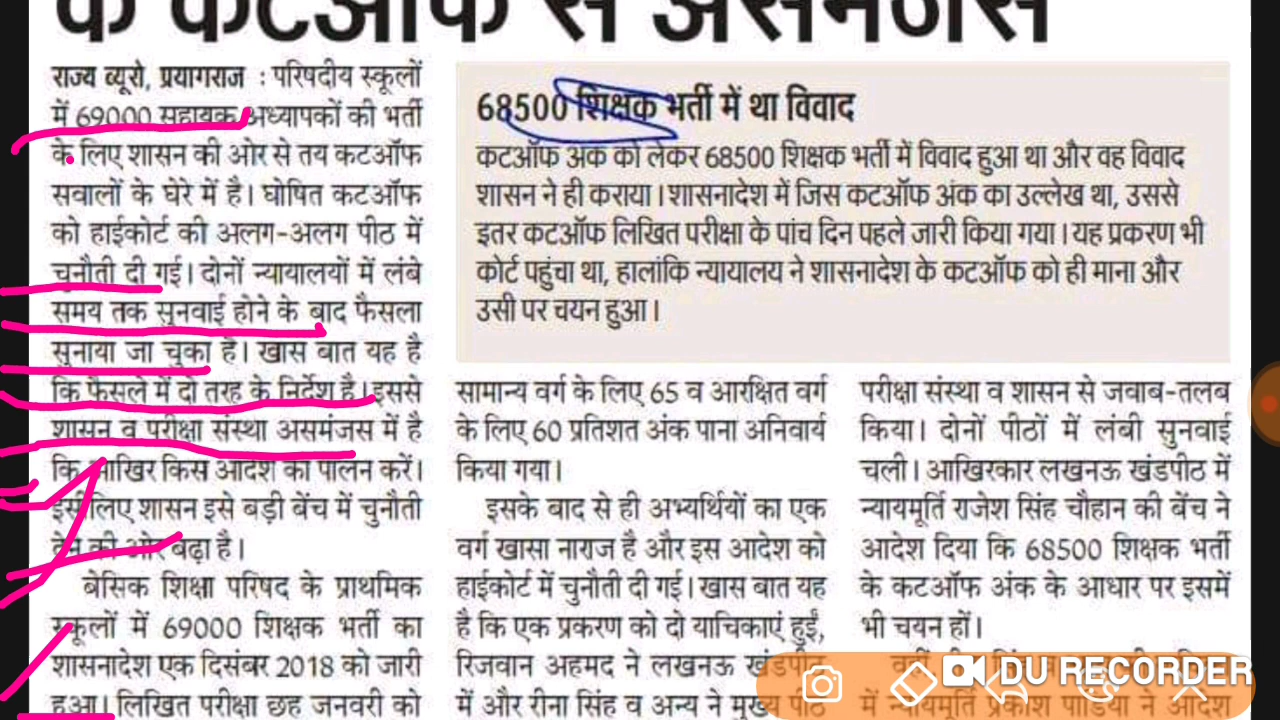 के कटऑफ से असमंजस
राज्य ब्यूरो, प्रयागराज : परिषदीय स्कूलों
में 69000 सहायक अध्यापकों की भर्ती
के लिए शासन की ओर से तय कटऑफ
सवालों के घेरे में है। घोषित कटऑफ
को हाईकोर्ट की अलग-अलग पीठ में
चुनौती दी गई। दोनों न्यायालयों में लंबे
समय तक सुनवाई होने के बाद फैसला
सुनाया जा चुका है। खास बात यह है
कि फैसले में दो तरह के निर्देश है। इससे
शासन व परीक्षा संस्था असमंजस में है
कि आखिर किस आदेश का पालन करें।
इसीलिए शासन इसे बड़ी बेंच में चुनौती
देने की ओर बढ़ा है।
बेसिक शिक्षा परिषद के प्राथमिक
स्कूलों में 69000 शिक्षक भर्ती का
शासनादेश एक दिसंबर 2018 को जारी
हुआ। लिखित परीक्षा छह जनवरी को
68500 शिक्षक भर्ती में था विवाद
कटऑफ अंक को लेकर 68500 शिक्षक भर्ती में विवाद हुआ था और वह विवाद
शासन ने ही कराया। शासनादेश में जिस कटऑफ अंक का उल्लेख था, उससे
इतर कटऑफ लिखित परीक्षा के पांच दिन पहले जारी किया गया। यह प्रकरण भी
कोर्ट पहुंचा था, हालांकि न्यायालय ने शासनादेश के कटऑफ को ही माना और
उसी पर चयन हुआ।
सामान्य वर्ग के लिए 65 व आरक्षित वर्ग
के लिए 60 प्रतिशत अंक पाना अनिवार्य
किया गया।
इसके बाद से ही अभ्यर्थियों का एक
वर्ग खासा नाराज है और इस आदेश को
हाईकोर्ट में चुनौती दी गई। खास बात यह
है कि एक प्रकरण को दो याचिकाएं हुईं,
रिजवान अहमद ने लखनऊ खंडपीठ
में और रीना सिंह व अन्य ने मुख्य पीठ
परीक्षा संस्था व शासन से जवाब-तलब
किया। दोनों पीठों में लंबी सुनवाई
चली। आखिरकार लखनऊ खंडपीठ में
न्यायमूर्ति राजेश सिंह चौहान की बेंच ने
आदेश दिया कि 68500 शिक्षक भर्ती
के कटऑफ अंक के आधार पर इसमें
भी चयन हों।
में न्यायमूर्ति प्रकाश पाडिया ने आदेश
DU RECORDER